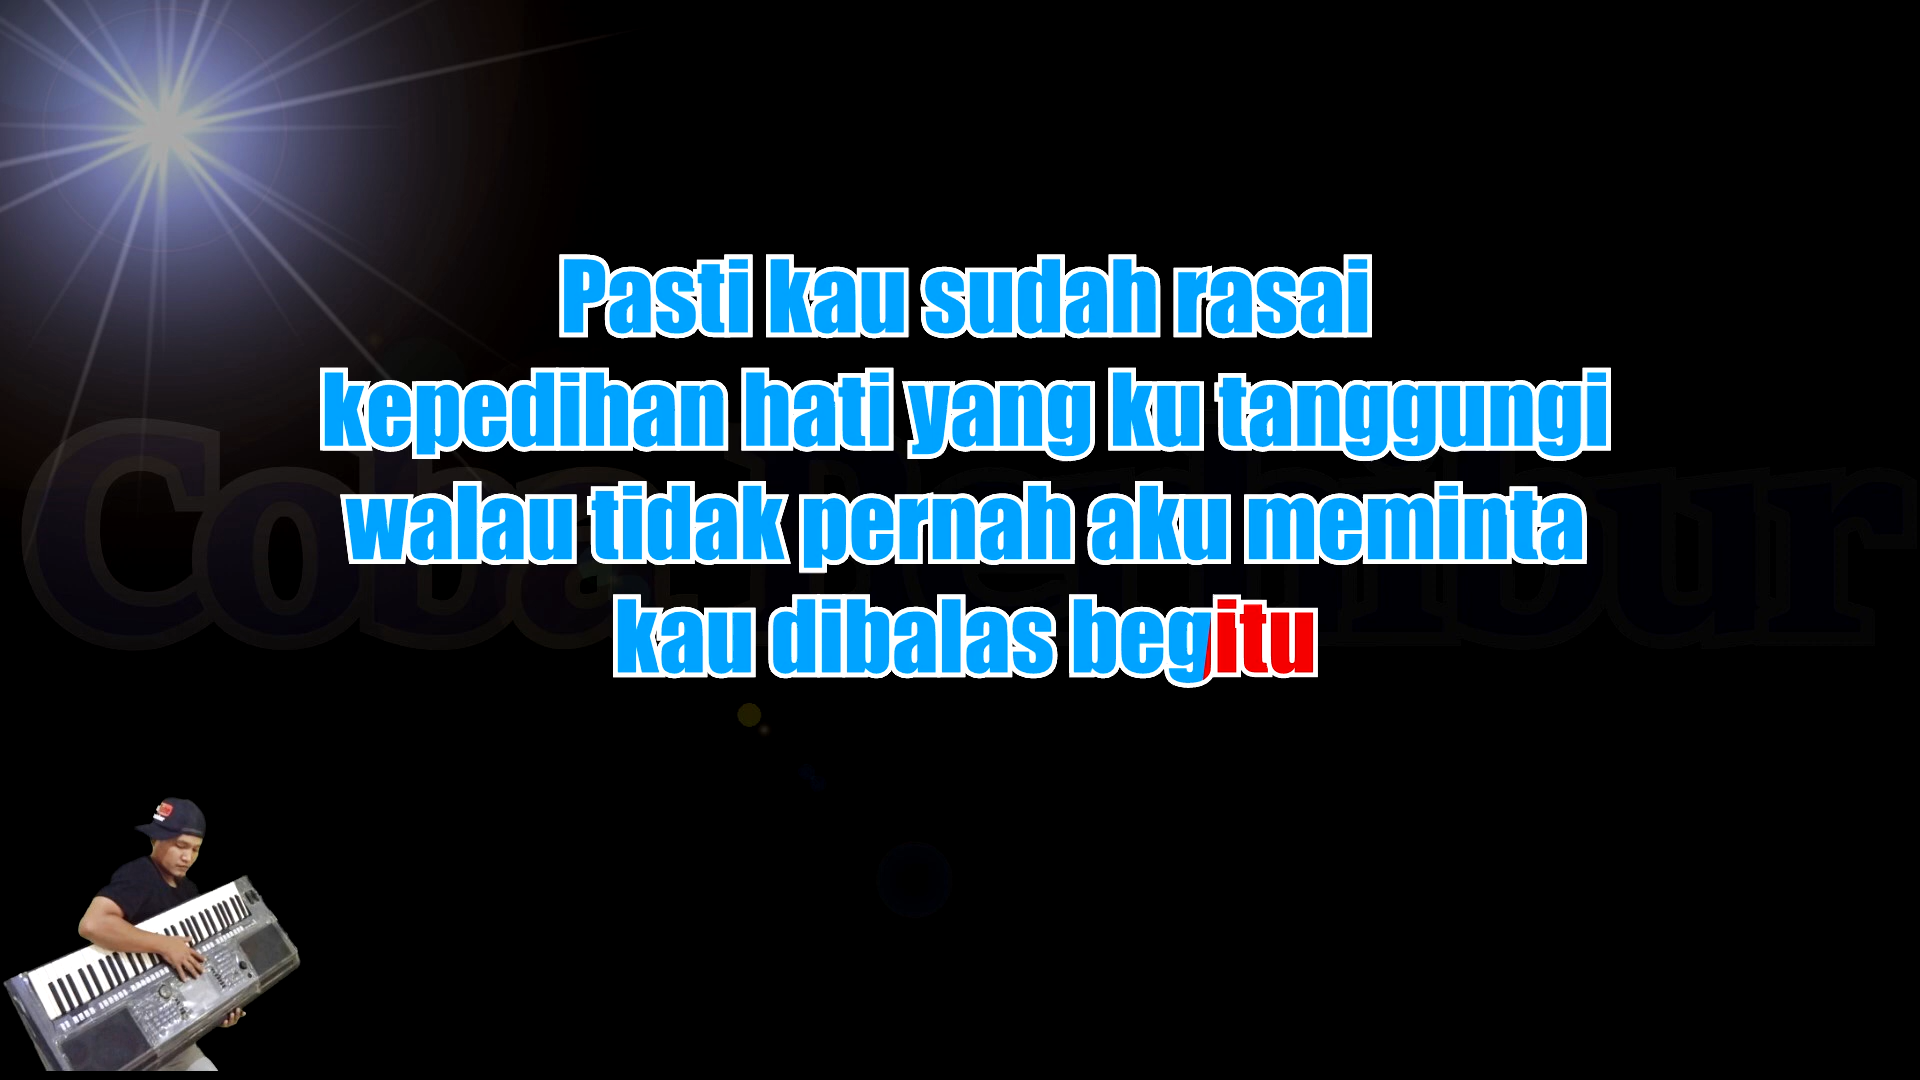 Pasti kau sudah rasai
kepedihan hati yang ku tanggungi
walau tidak pernah aku meminta
kau dibalas begitu